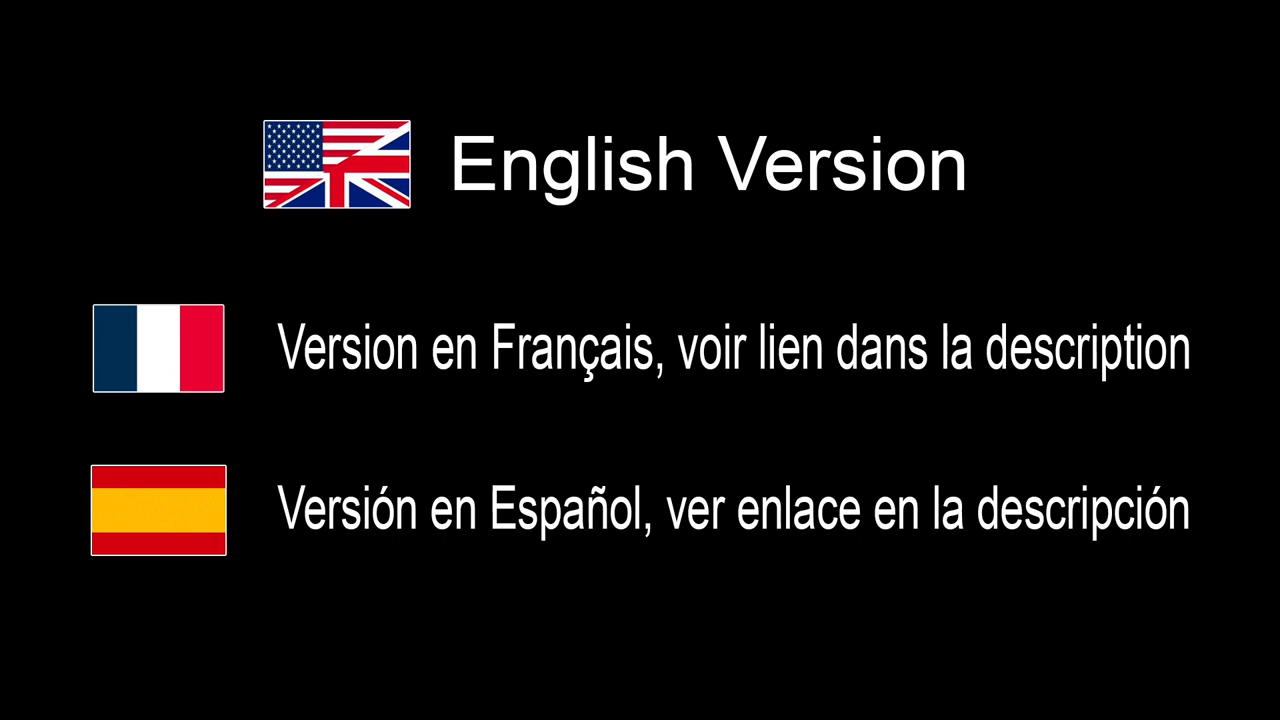 English Version
Version en Français, voir lien dans la description
Versión en Español, ver enlace en la descripción